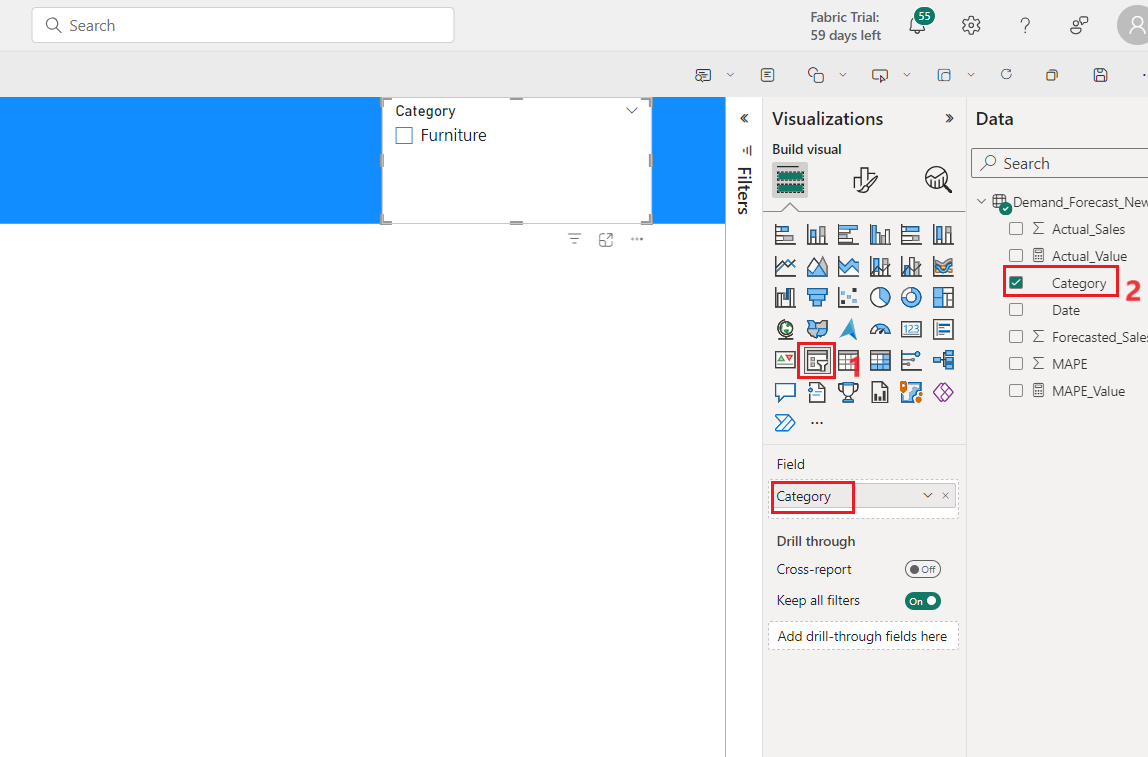 Search
Fabric Trial:
59 days left
55
Category
Furniture
Filters
Visualizations
Build visual
123
1
Field
Category
Drill through
Cross-report
Off
Keep all filters
On
Add drill-through fields here
Data
Search
Demand_Forecast_New
Actual_Sales
Actual_Value
Category
2
Date
Forecasted_Sales
MAPE
MAPE_Value